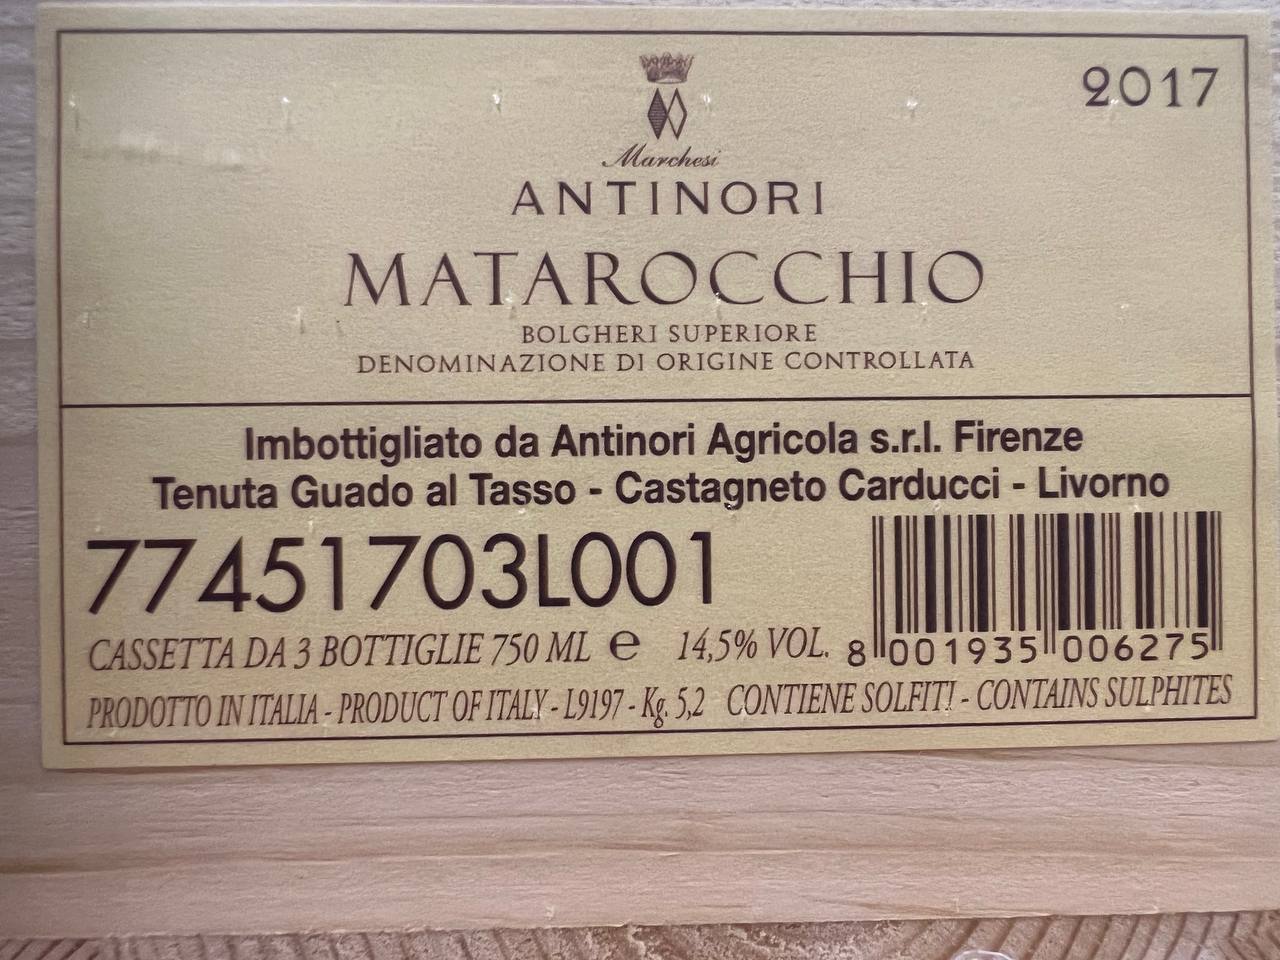 2017
Marchesi
ANTINORI
MATAROCCHIO
BOLGHERI SUPERIORE
DENOMINAZIONE DI ORIGINE CONTROLLATA
Imbottigliato da Antinori Agricola s.r.l. Firenze
Tenuta Guado al Tasso - Castagneto Carducci - Livorno
77451703L001
CASSETTA DA 3 BOTTIGLIE 750 ML e 14,5% VOL.
8 001935 006275
PRODOTTO IN ITALIA - PRODUCT OF ITALY - L9197 - Kg. 5,2 CONTIENE SOLFITI - CONTAINS SULPHITES